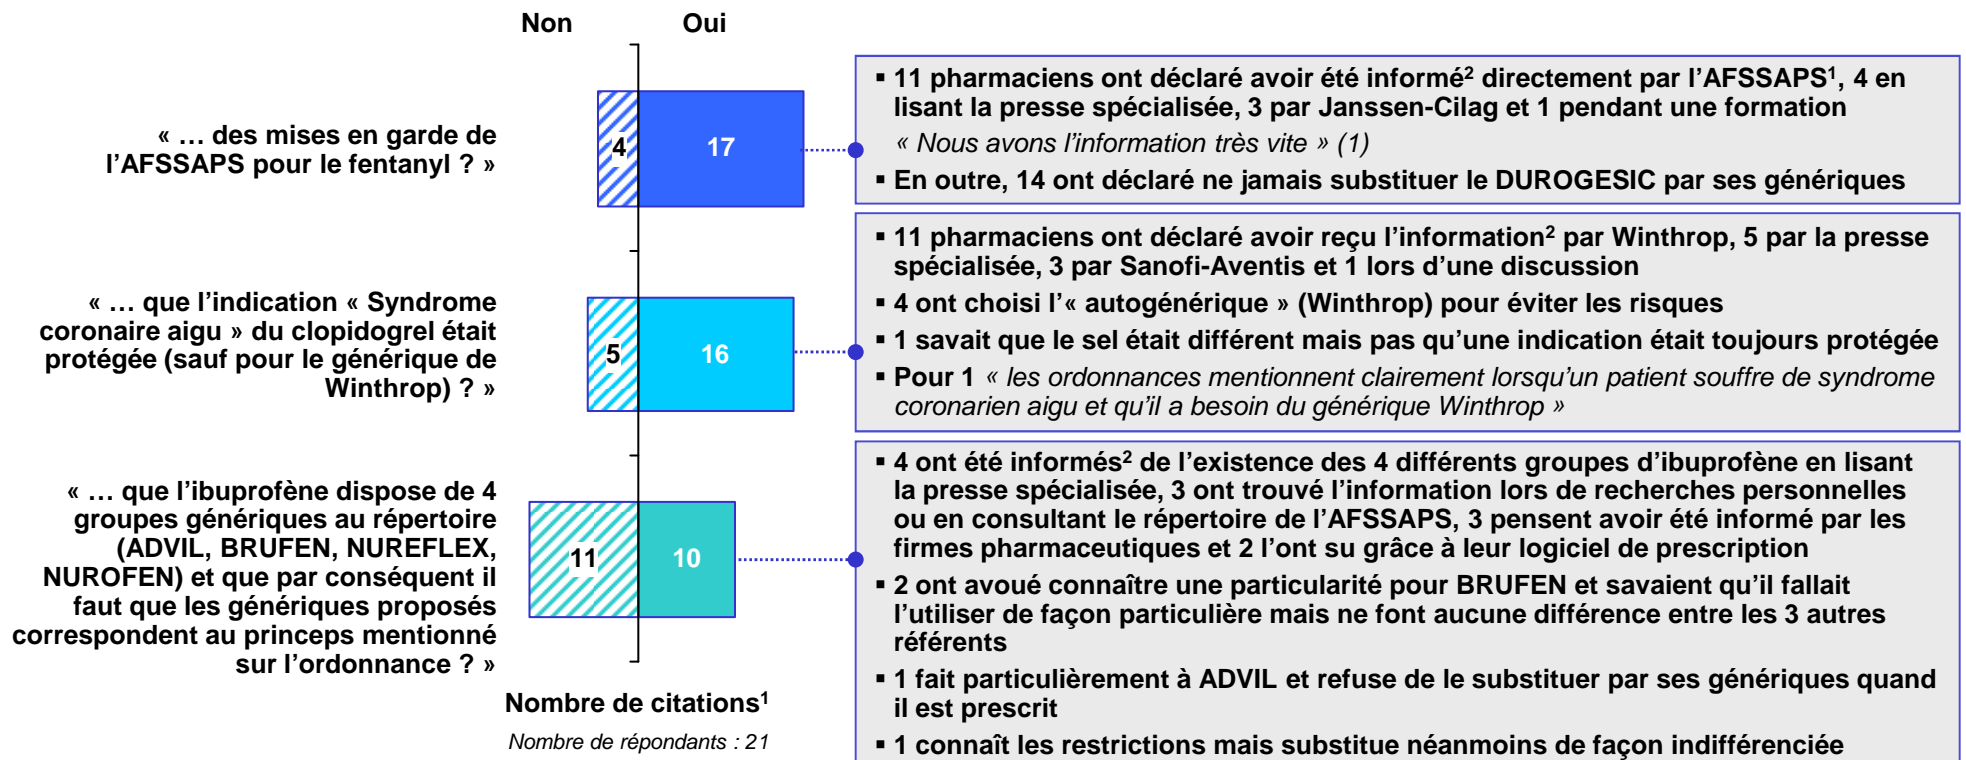 Non Oui
« … des mises en garde de
l’AFSSAPS pour le fentanyl ? »
4 17
▪ 11 pharmaciens ont déclaré avoir été informé² directement par l’AFSSAPS¹, 4 en
lisant la presse spécialisée, 3 par Janssen-Cilag et 1 pendant une formation
« Nous avons l’information très vite » (1)
▪ En outre, 14 ont déclaré ne jamais substituer le DUROGESIC par ses génériques
« … que l’indication « Syndrome
coronaire aigu » du clopidogrel était
protégée (sauf pour le générique de
Winthrop) ? »
5 16
▪ 11 pharmaciens ont déclaré avoir reçu l’information² par Winthrop, 5 par la presse
spécialisée, 3 par Sanofi-Aventis et 1 lors d’une discussion
▪ 4 ont choisi l’« autogénérique » (Winthrop) pour éviter les risques
▪ 1 savait que le sel était différent mais pas qu’une indication était toujours protégée
▪ Pour 1 « les ordonnances mentionnent clairement lorsqu’un patient souffre de syndrome
coronarien aigu et qu’il a besoin du générique Winthrop »
« … que l’ibuprofène dispose de 4
groupes génériques au répertoire
(ADVIL, BRUFEN, NUREFLEX,
NUROFEN) et que par conséquent il
faut que les génériques proposés
correspondent au princeps mentionné
sur l’ordonnance ? »
11 10
▪ 4 ont été informés² de l’existence des 4 différents groupes d’ibuprofène en lisant
la presse spécialisée, 3 ont trouvé l’information lors de recherches personnelles
ou en consultant le répertoire de l’AFSSAPS, 3 pensent avoir été informé par les
firmes pharmaceutiques et 2 l’ont su grâce à leur logiciel de prescription
▪ 2 ont avoué connaître une particularité pour BRUFEN et savaient qu’il fallait
l’utiliser de façon particulière mais ne font aucune différence entre les 3 autres
référents
▪ 1 fait particulièrement à ADVIL et refuse de le substituer par ses génériques quand
il est prescrit
▪ 1 connaît les restrictions mais substitue néanmoins de façon indifférenciée
Nombre de citations¹
Nombre de répondants : 21